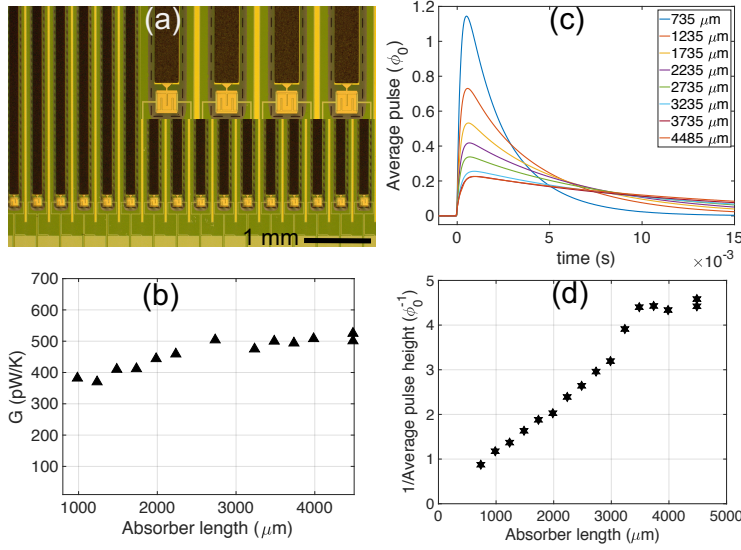 (a)
1 mm
(b)
700
600
500
400
300
200
100
G (pW/K)
1000 2000 3000 4000
Absorber length (μm)
(c)
1.2
1
0.8
0.6
0.4
0.2
0
Average pulse (ϕ₀)
735 μm
1235 μm
1735 μm
2235 μm
2735 μm
3235 μm
3735 μm
4485 μm
0 5 10 15
time (s)
×10⁻³
(d)
5
4
3
2
1
0
1/Average pulse height (ϕ₀⁻¹)
0 1000 2000 3000 4000 5000
Absorber length (μm)